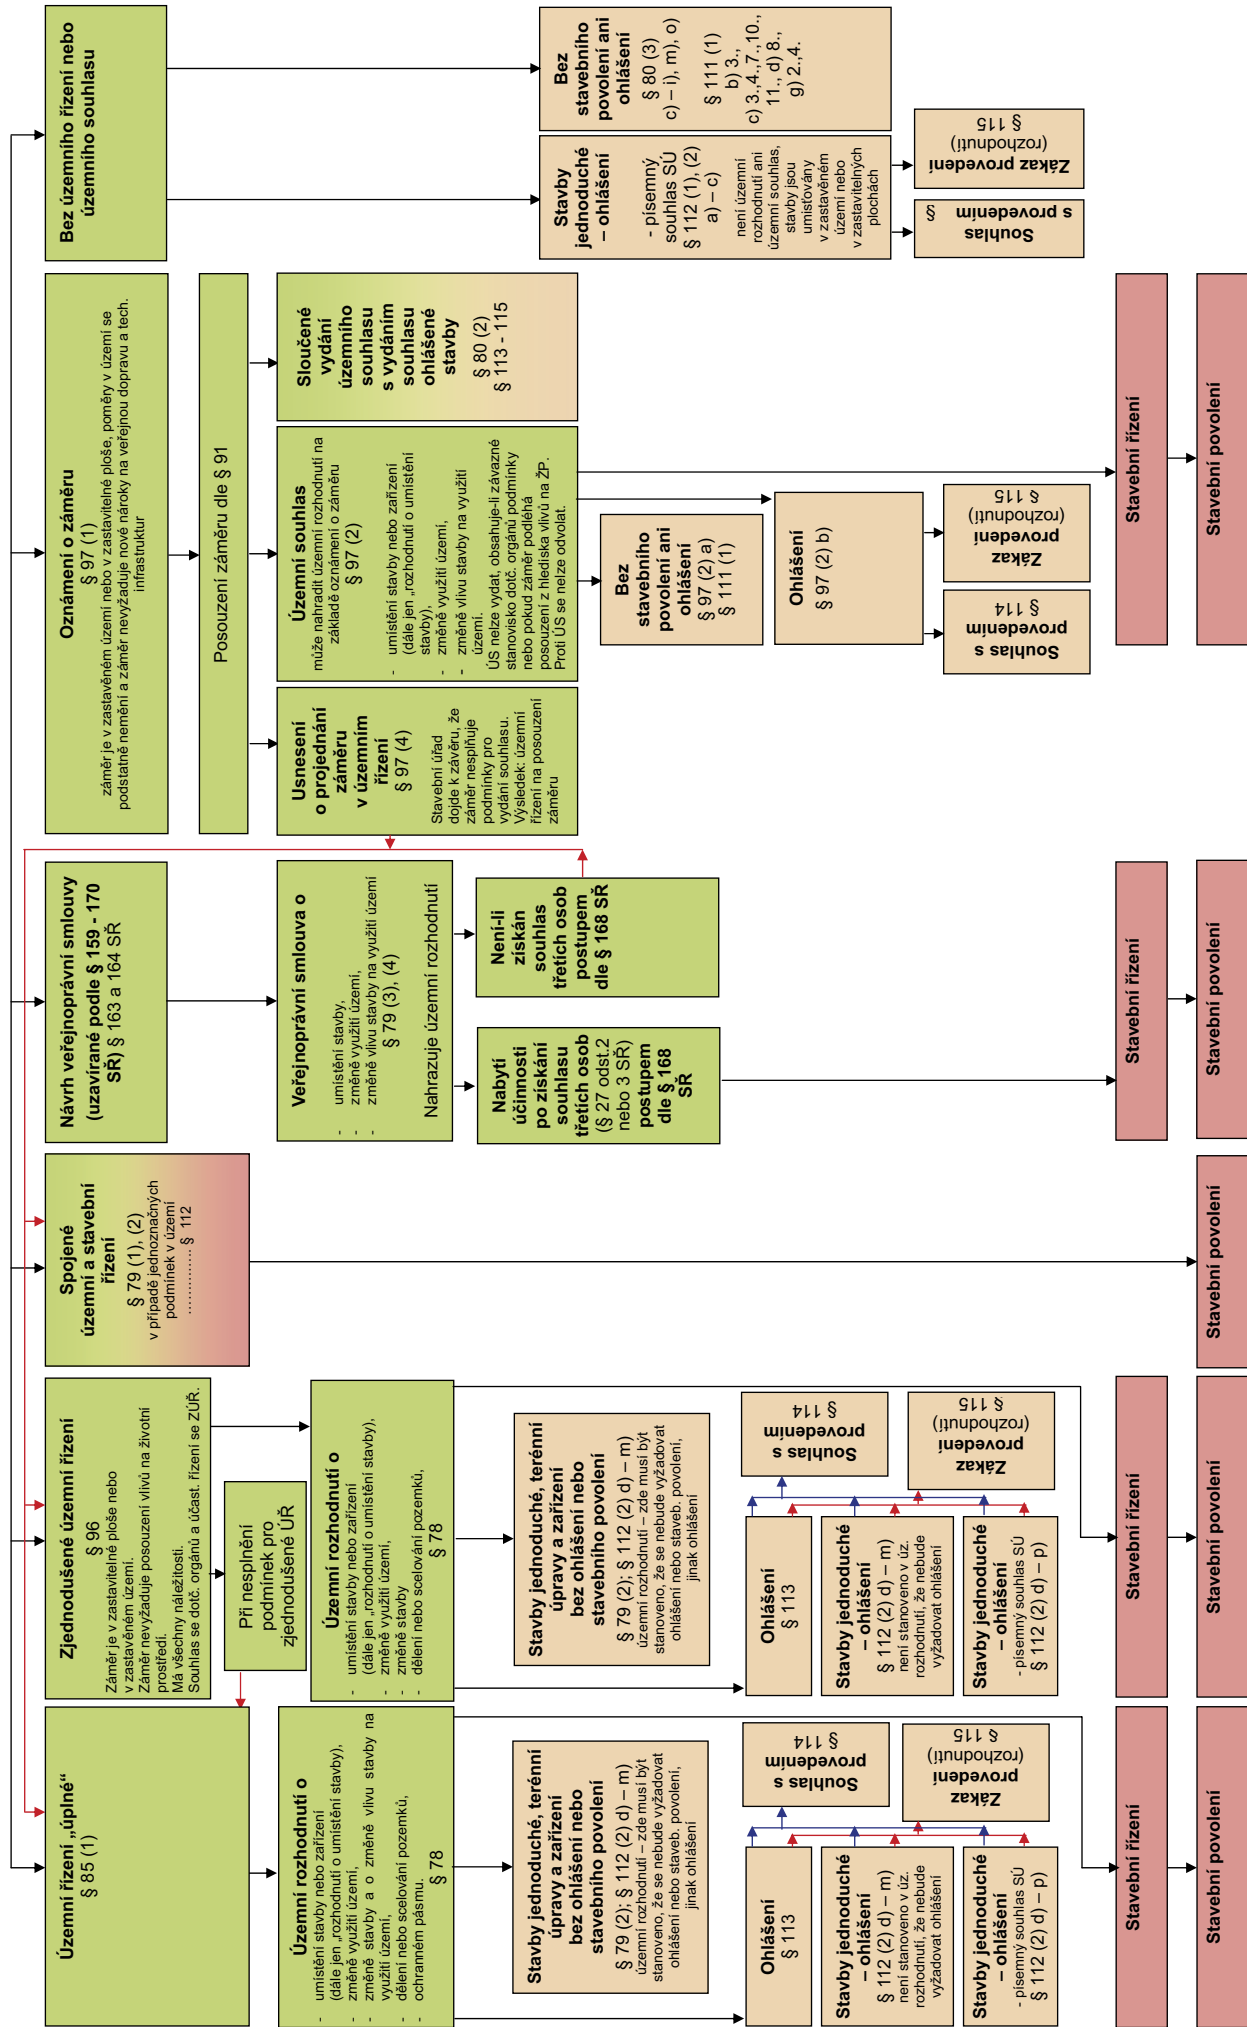 Územní řízení „úplné“
§ 85 (1)
Územní rozhodnutí o
- umístění stavby nebo zařízení
(dále jen „rozhodnutí o umístění stavby),
- změně využití území,
- změně stavby a o změně vlivu stavby na
využití území,
- dělení nebo scelování pozemků,
- ochranném pásmu.
§ 78
Stavby jednoduché, terénní
úpravy a zařízení
bez ohlášení nebo
stavebního povolení
§ 79 (2); § 112 (2) d) – m)
územní rozhodnutí – zde musí být
stanoveno, že se nebude vyžadovat
ohlášení nebo staveb. povolení,
jinak ohlášení
Ohlášení
§ 113
Stavby jednoduché
– ohlášení
§ 112 (2) d) – m)
není stanoveno v úz.
rozhodnutí, že nebude
vyžadovat ohlášení
Stavby jednoduché
– ohlášení
- písemný souhlas SÚ
§ 112 (2) d) – p)
Souhlas s
provedením
§ 114
Zákaz
provedení
(rozhodnutí)
§ 115
Stavební řízení
Stavební povolení
Zjednodušené územní řízení
§ 96
Záměr je v zastavitelné ploše nebo
v zastavěném území.
Záměr nevyžaduje posouzení vlivů na životní
prostředí.
Má všechny náležitosti.
Souhlas se dotč. orgánů a účast. řízení se ZÚŘ.
Při nesplnění
podmínek pro
zjednodušené ÚŘ
Územní rozhodnutí o
- umístění stavby nebo zařízení
(dále jen „rozhodnutí o umístění stavby),
- změně využití území,
- změně stavby
- dělení nebo scelování pozemků,
§ 78
Stavby jednoduché, terénní
úpravy a zařízení
bez ohlášení nebo
stavebního povolení
§ 79 (2); § 112 (2) d) – m)
územní rozhodnutí – zde musí být
stanoveno, že se nebude vyžadovat
ohlášení nebo staveb. povolení,
jinak ohlášení
Ohlášení
§ 113
Stavby jednoduché
– ohlášení
§ 112 (2) d) – m)
není stanoveno v úz.
rozhodnutí, že nebude
vyžadovat ohlášení
Stavby jednoduché
– ohlášení
- písemný souhlas SÚ
§ 112 (2) d) – p)
Souhlas s
provedením
§ 114
Zákaz
provedení
(rozhodnutí)
§ 115
Stavební řízení
Stavební povolení
Spojené
územní a stavební
řízení
§ 79 (1), (2)
v případě jednoznačných
podmínek v území
............. § 112
Stavební povolení
Návrh veřejnoprávní smlouvy
(uzavírané podle § 159 - 170
SŘ) § 163 a 164 SŘ
Veřejnoprávní smlouva o
- umístění stavby,
- změně využití území,
- změně vlivu stavby na využití území
§ 79 (3), (4)
Nahrazuje územní rozhodnutí
Nabytí
účinnosti
po získání
souhlasu
třetích osob
(§ 27 odst.2
nebo 3 SŘ)
postupem
dle § 168
SŘ
Není-li
získán
souhlas
třetích osob
postupem
dle § 168 SŘ
Stavební řízení
Stavební povolení
Oznámení o záměru
§ 97 (1)
záměr je v zastavěném území nebo v zastavitelné ploše, poměry v území se
podstatně nemění a záměr nevyžaduje nové nároky na veřejnou dopravu a tech.
infrastruktur
Posouzení záměru dle § 91
Usnesení
o projednání
záměru
v územním
řízení
§ 97 (4)
Stavební úřad
dojde k závěru, že
záměr nesplňuje
podmínky pro
vydání souhlasu.
Výsledek: územní
řízení na posouzení
záměru
Územní souhlas
může nahradit územní rozhodnutí na
základě oznámení o záměru
§ 97 (2)
- umístění stavby nebo zařízení
(dále jen „rozhodnutí o umístění
stavby),
- změně využití území,
- změně vlivu stavby na využití
území.
ÚS nelze vydat, obsahuje-li závazné
stanovisko dotč. orgánů podmínky
nebo pokud záměr podléhá
posouzení z hlediska vlivů na ŽP.
Proti ÚS se nelze odvolat.
Sloučené
vydání
územního
souhlasu
s vydáním
souhlasu
ohlášené
stavby
§ 80 (2)
§ 113 - 115
Bez
stavebního
povolení ani
ohlášení
§ 97 (2) a)
§ 111 (1)
Ohlášení
§ 97 (2) b)
Souhlas s
provedením
§ 114
Zákaz
provedení
(rozhodnutí)
§ 115
Stavební řízení
Stavební povolení
Bez územního řízení nebo
územního souhlasu
Stavby
jednoduché
– ohlášení
- písemný
souhlas SÚ
§ 112 (1), (2)
a) – c)
není územní
rozhodnutí ani
územní souhlas,
stavby jsou
umisťovány
v zastavěném
území nebo
v zastavitelných
plochách
Bez
stavebního
povolení ani
ohlášení
§ 80 (3)
c) – i), m), o)
§ 111 (1)
b) 3.,
c) 3.,4.,7.,10.,
11., d) 8.,
g) 2.,4.
Souhlas
s provedením
§
Zákaz provedení
(rozhodnutí)
§ 115